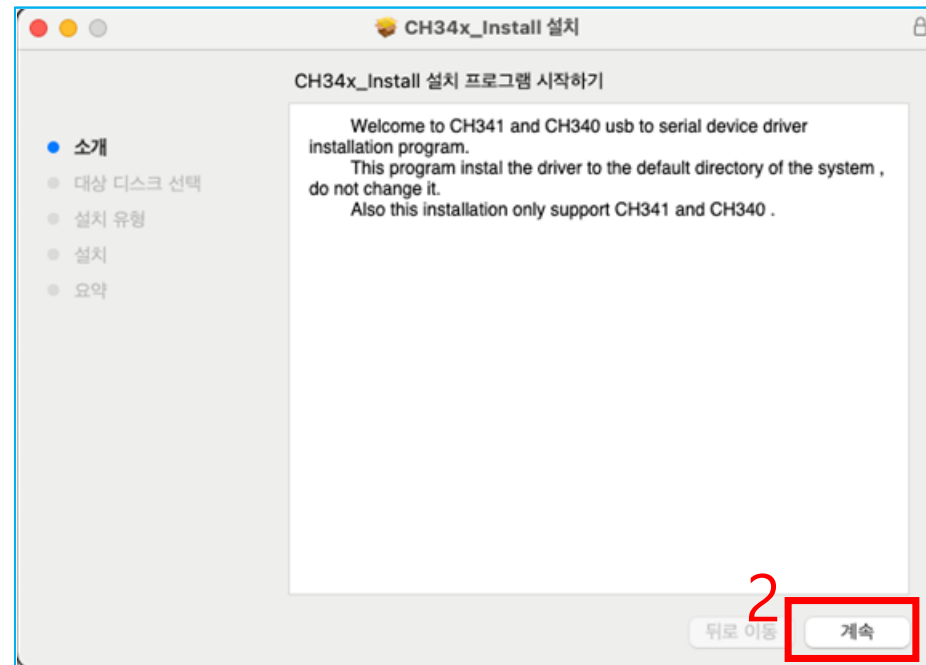 CH34x_Install 설치
CH34x_Install 설치 프로그램 시작하기
소개
대상 디스크 선택
설치 유형
설치
요약
Welcome to CH341 and CH340 usb to serial device driver
installation program.
This program instal the driver to the default directory of the system ,
do not change it.
Also this installation only support CH341 and CH340 .
2
뒤로 이동
계속